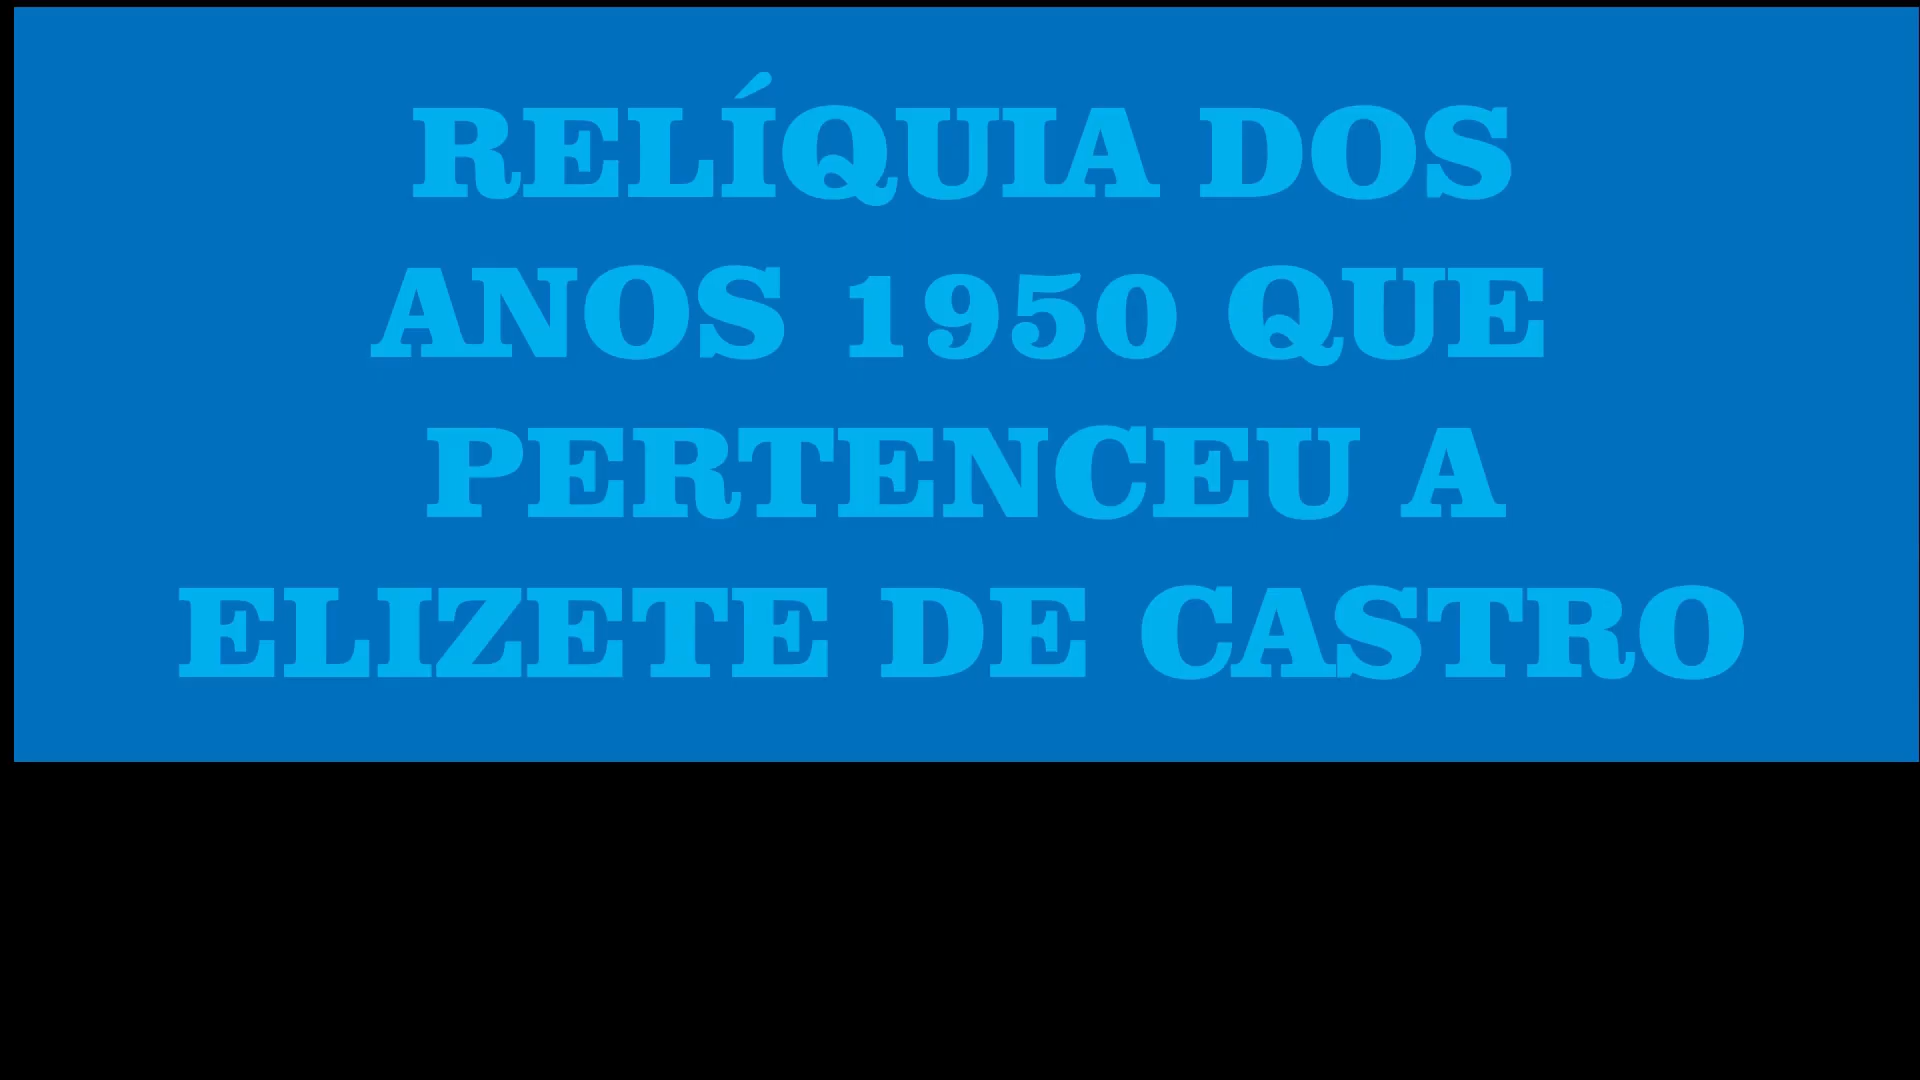 RELÍQUIA DOS
ANOS 1950 QUE
PERTENCEU A
ELIZETE DE CASTRO